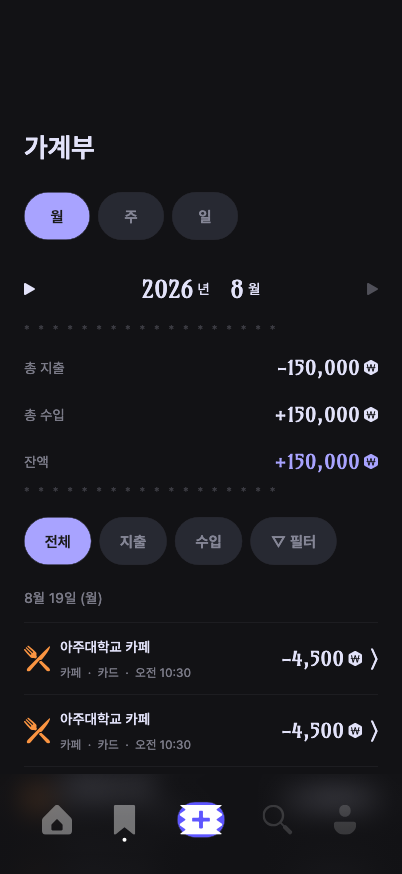 가계부
월 주 일
2026 년 8 월
총 지출 -150,000
총 수입 +150,000
잔액 +150,000
전체 지출 수입 필터
8월 19일 (월)
아주대학교 카페
-4,500
카페 · 카드 · 오전 10:30
아주대학교 카페
-4,500
카페 · 카드 · 오전 10:30